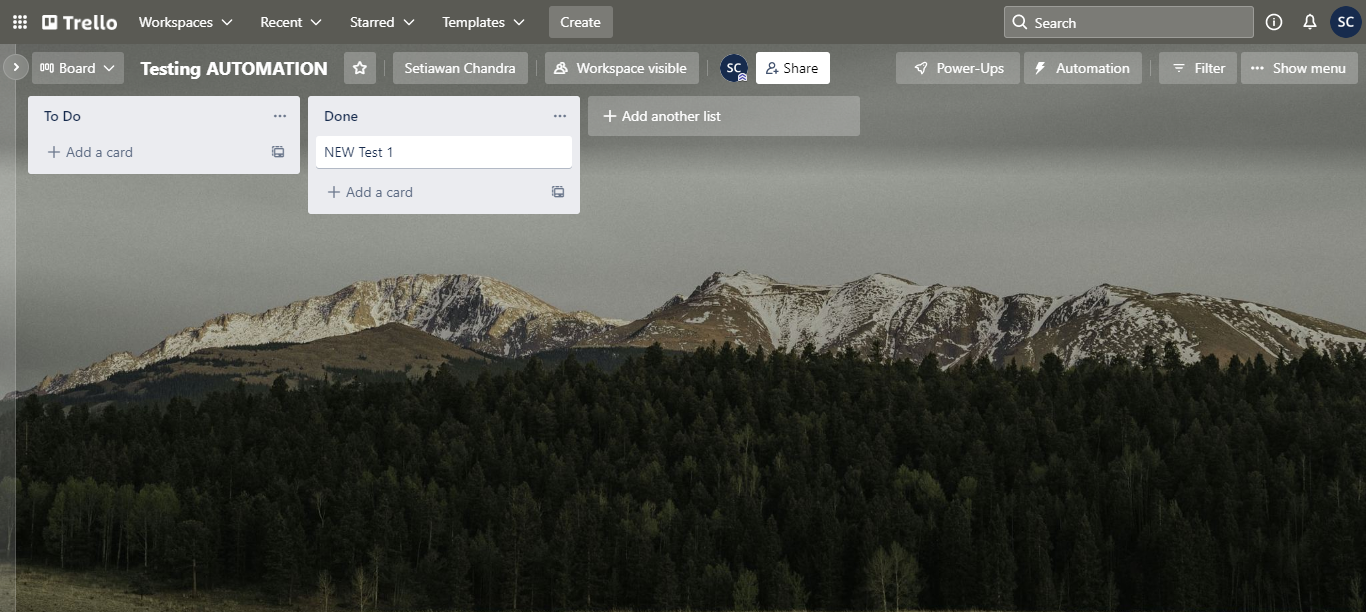 Trello Workspaces Recent Starred Templates Create Search SC
Board Testing AUTOMATION Setiawan Chandra Workspace visible SC Share Power-Ups Automation Filter Show menu
To Do
Add a card
Done
NEW Test 1
Add a card
Add another list